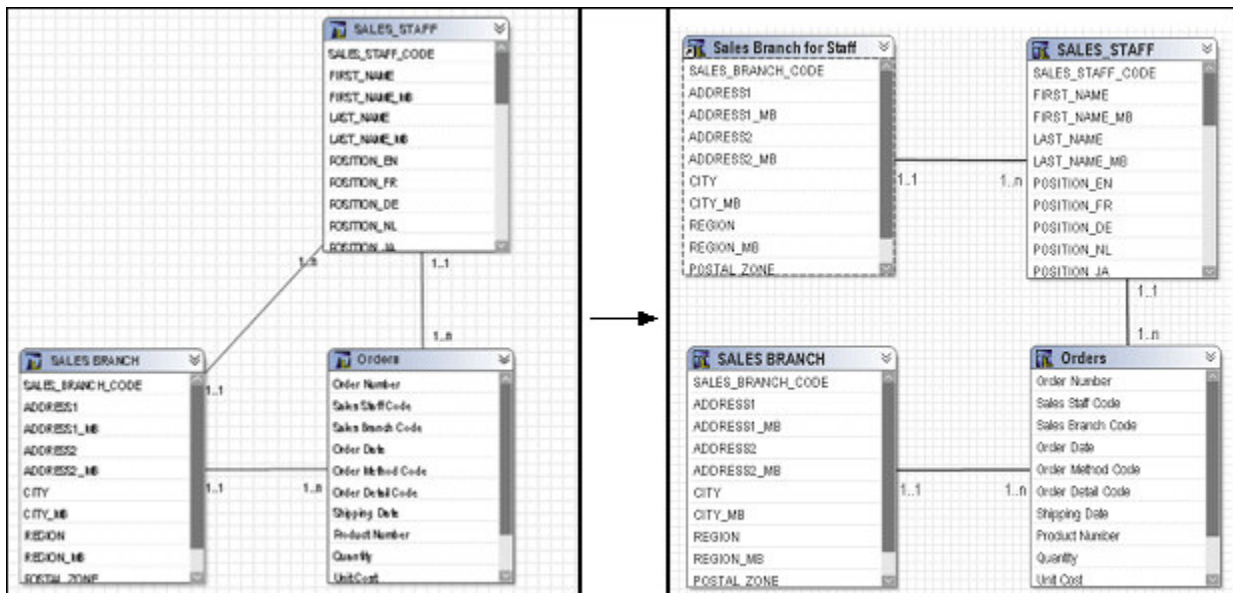 SALES_STAFF
SALES_STAFF_CODE
FIRST_NAME
FIRST_NAME_MB
LAST_NAME
LAST_NAME_MB
POSITION_EN
POSITION_FR
POSITION_DE
POSITION_NL
POSITION_JA
1..n
1..1
1..n
SALES BRANCH
SALES_BRANCH_CODE
ADDRESS1
ADDRESS1_MB
ADDRESS2
ADDRESS2_MB
CITY
CITY_MB
REGION
REGION_MB
POSTAL_ZONE
1..1
1..1
1..n
Orders
Order Number
Sales Staff Code
Sales Branch Code
Order Date
Order Method Code
Order Detail Code
Shipping Date
Product Number
Quantity
Unit Cost
Sales Branch for Staff
SALES_BRANCH_CODE
ADDRESS1
ADDRESS1_MB
ADDRESS2
ADDRESS2_MB
CITY
CITY_MB
REGION
REGION_MB
POSTAL_ZONE
1..1
1..n
SALES_STAFF
SALES_STAFF_CODE
FIRST_NAME
FIRST_NAME_MB
LAST_NAME
LAST_NAME_MB
POSITION_EN
POSITION_FR
POSITION_DE
POSITION_NL
POSITION_JA
1..1
1..n
SALES BRANCH
SALES_BRANCH_CODE
ADDRESS1
ADDRESS1_MB
ADDRESS2
ADDRESS2_MB
CITY
CITY_MB
REGION
REGION_MB
POSTAL_ZONE
1..1
1..n
Orders
Order Number
Sales Staff Code
Sales Branch Code
Order Date
Order Method Code
Order Detail Code
Shipping Date
Product Number
Quantity
Unit Cost